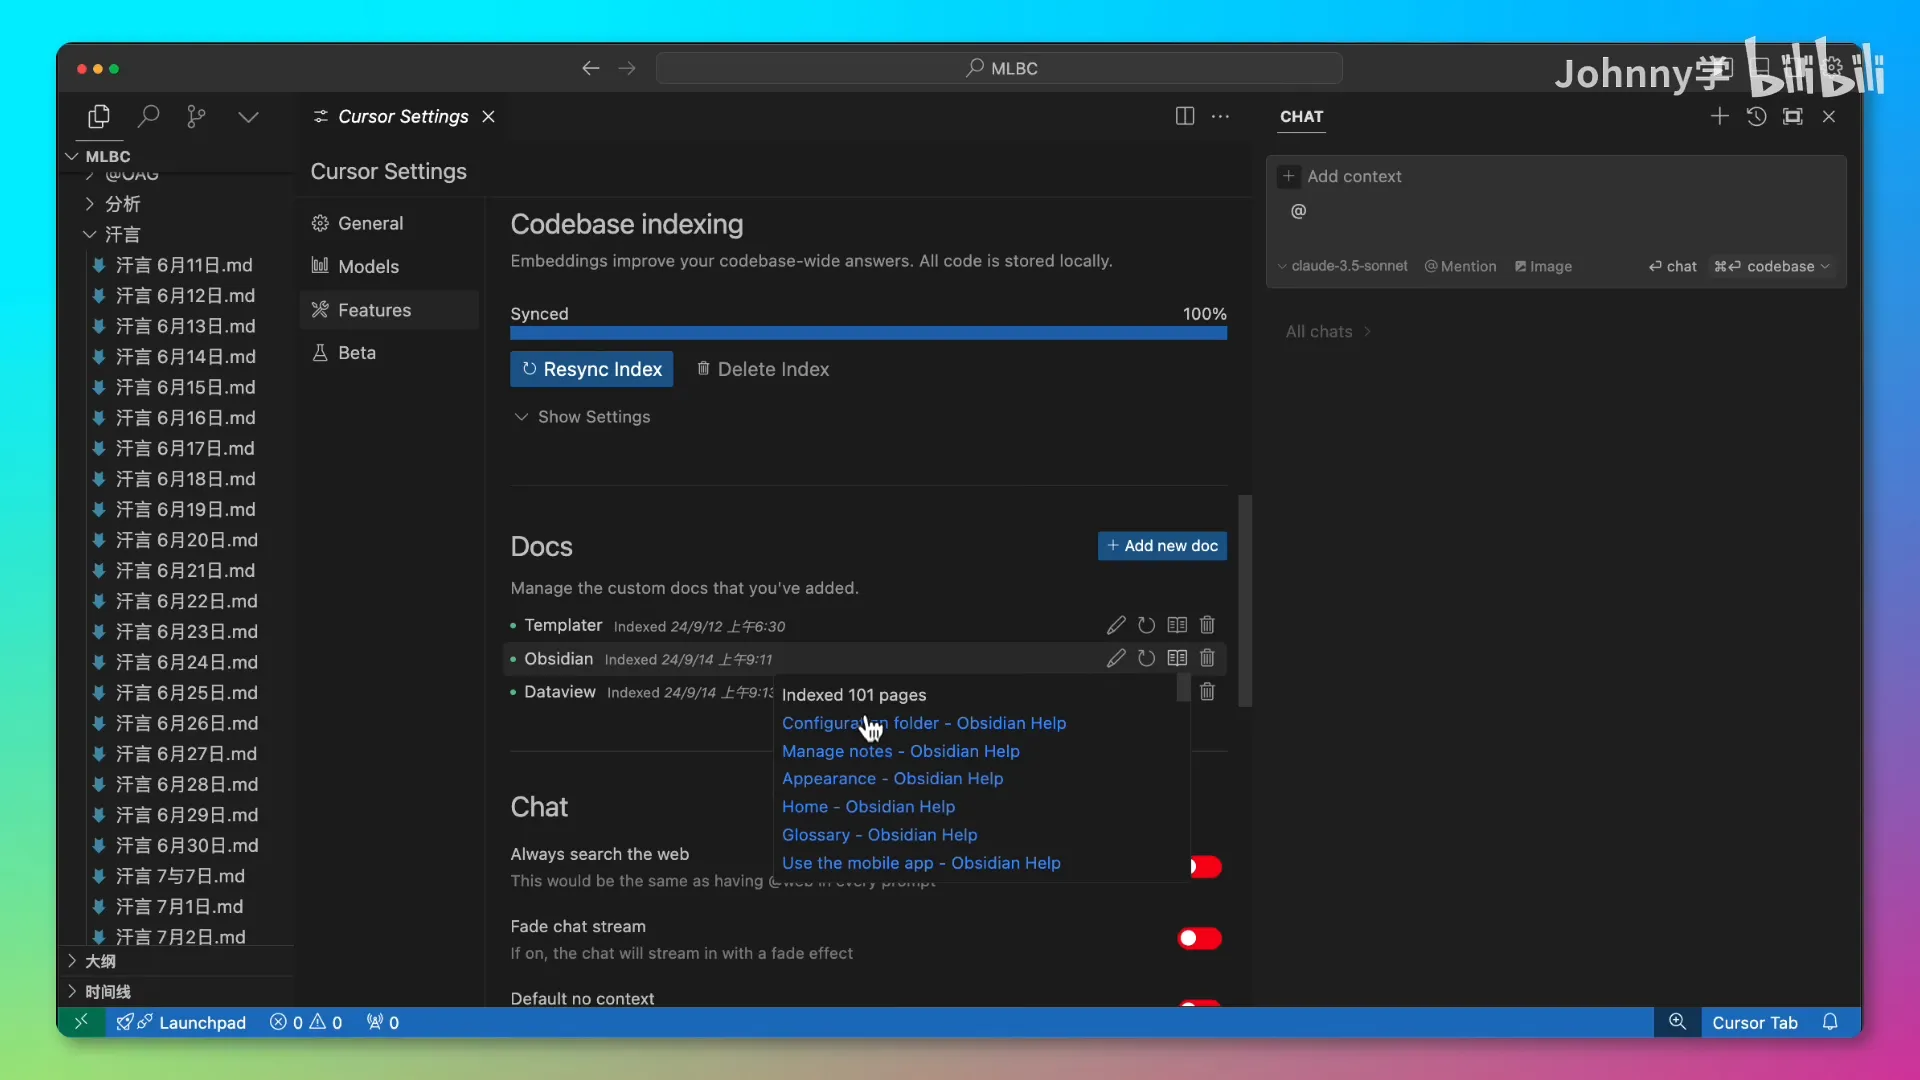 MLBC
Johnny学
bilibili
Cursor Settings
CHAT
MLBC
@OAG
分析
汗言
汗言 6月11日.md
汗言 6月12日.md
汗言 6月13日.md
汗言 6月14日.md
汗言 6月15日.md
汗言 6月16日.md
汗言 6月17日.md
汗言 6月18日.md
汗言 6月19日.md
汗言 6月20日.md
汗言 6月21日.md
汗言 6月22日.md
汗言 6月23日.md
汗言 6月24日.md
汗言 6月25日.md
汗言 6月26日.md
汗言 6月27日.md
汗言 6月28日.md
汗言 6月29日.md
汗言 6月30日.md
汗言 7与7日.md
汗言 7月1日.md
汗言 7月2日.md
大纲
时间线
Cursor Settings
General
Models
Features
Beta
Codebase indexing
Embeddings improve your codebase-wide answers. All code is stored locally.
Synced 100%
Resync Index Delete Index
Show Settings
Docs
+ Add new doc
Manage the custom docs that you've added.
Templater Indexed 24/9/12 上午6:30
Obsidian Indexed 24/9/14 上午9:11
Dataview Indexed 24/9/14 上午9:13
Indexed 101 pages
Configuration folder - Obsidian Help
Manage notes - Obsidian Help
Appearance - Obsidian Help
Home - Obsidian Help
Glossary - Obsidian Help
Use the mobile app - Obsidian Help
Chat
Always search the web
This would be the same as having @web in every prompt
Fade chat stream
If on, the chat will stream in with a fade effect
Default no context
+ Add context
@
claude-3.5-sonnet @ Mention Image
⏎ chat ⌘⏎ codebase
All chats
Launchpad 0 0 0
Cursor Tab